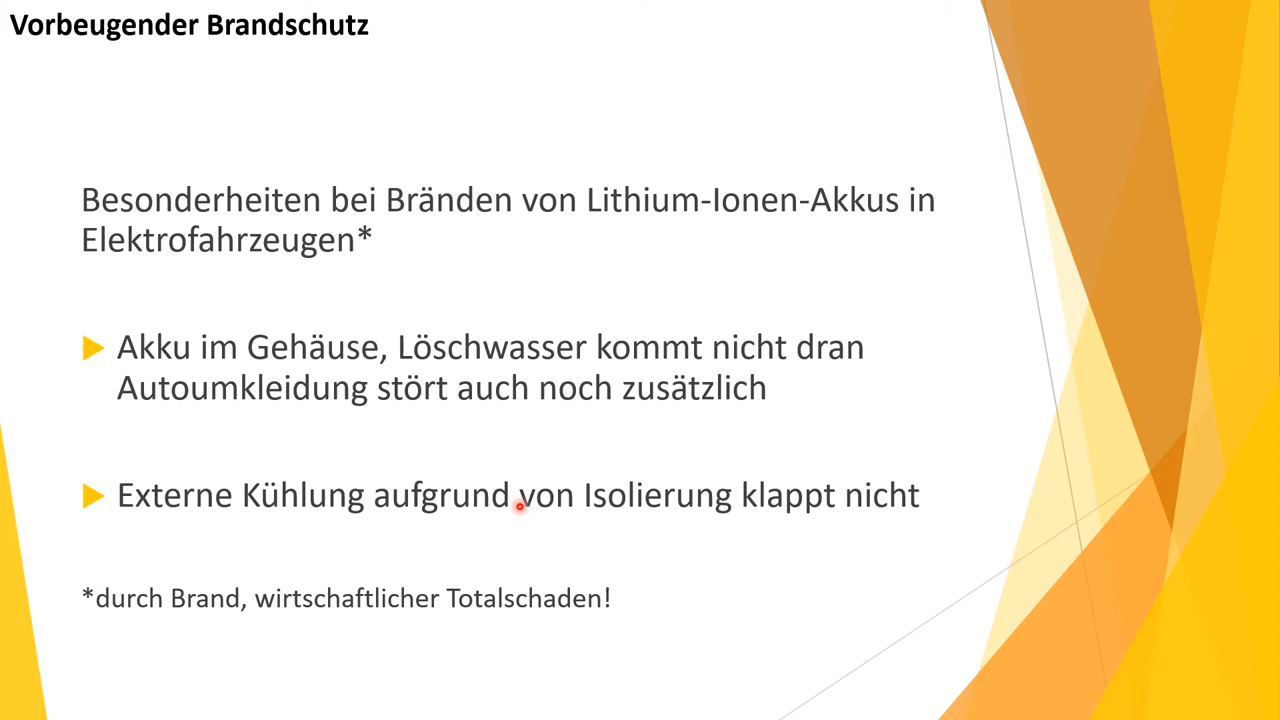 Vorbeugender Brandschutz
Besonderheiten bei Bränden von Lithium-Ionen-Akkus in
Elektrofahrzeugen*
Akku im Gehäuse, Löschwasser kommt nicht dran
Autoumkleidung stört auch noch zusätzlich
Externe Kühlung aufgrund von Isolierung klappt nicht
*durch Brand, wirtschaftlicher Totalschaden!